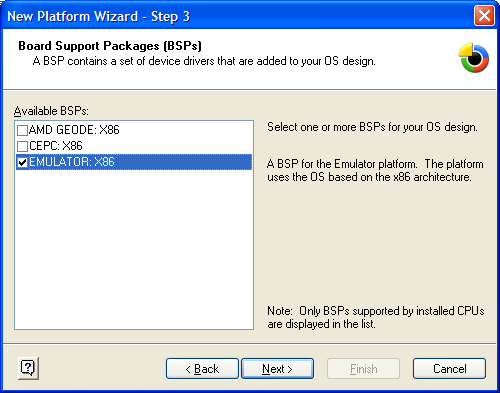 New Platform Wizard - Step 3
Board Support Packages (BSPs)
A BSP contains a set of device drivers that are added to your OS design.
Available BSPs:
AMD GEODE: X86
CEPC: X86
EMULATOR: X86
Select one or more BSPs for your OS design.
A BSP for the Emulator platform. The platform
uses the OS based on the x86 architecture.
Note: Only BSPs supported by installed CPUs
are displayed in the list.
?
< Back
Next >
Finish
Cancel